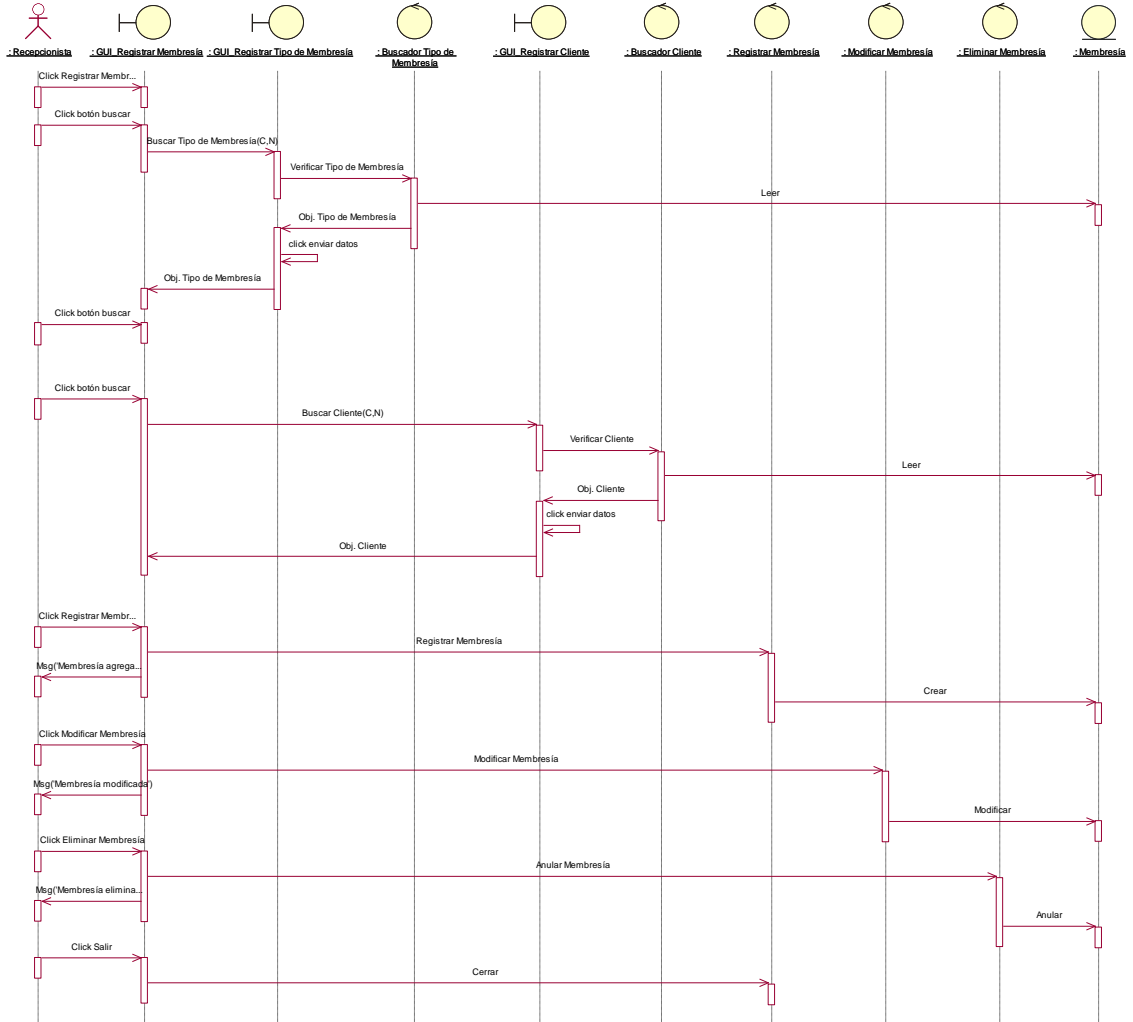 : Recepcionista
: GUI_Registrar Membresía
: GUI_Registrar Tipo de Membresía
: Buscador Tipo de
Membresía
: GUI_Registrar Cliente
: Buscador Cliente
: Registrar Membresía
: Modificar Membresía
: Eliminar Membresía
: Membresía
Click Registrar Membr...
Click botón buscar
Buscar Tipo de Membresía(C,N)
Verificar Tipo de Membresía
Leer
Obj. Tipo de Membresía
click enviar datos
Obj. Tipo de Membresía
Click botón buscar
Click botón buscar
Buscar Cliente(C,N)
Verificar Cliente
Leer
Obj. Cliente
click enviar datos
Obj. Cliente
Click Registrar Membr...
Registrar Membresía
Msg('Membresía agrega...
Crear
Click Modificar Membresía
Modificar Membresía
Msg('Membresía modificada')
Modificar
Click Eliminar Membresía
Anular Membresía
Msg('Membresía elimina...
Anular
Click Salir
Cerrar